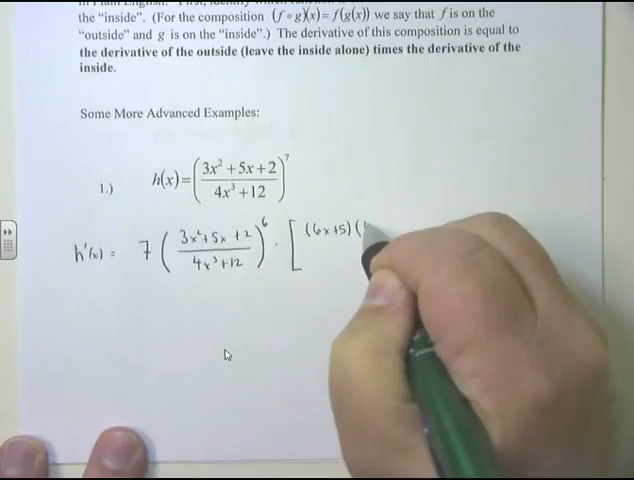 the "inside". (For the composition (f ∘ g)(x) = f(g(x)) we say that f is on the
"outside" and g is on the "inside".) The derivative of this composition is equal to
the derivative of the outside (leave the inside alone) times the derivative of the
inside.
Some More Advanced Examples:
1.) h(x)=((3x²+5x+2)/(4x³+12))⁷
h'(x) = 7 ((3x²+5x+2)/(4x³+12))⁶ · [ (6x+5)(